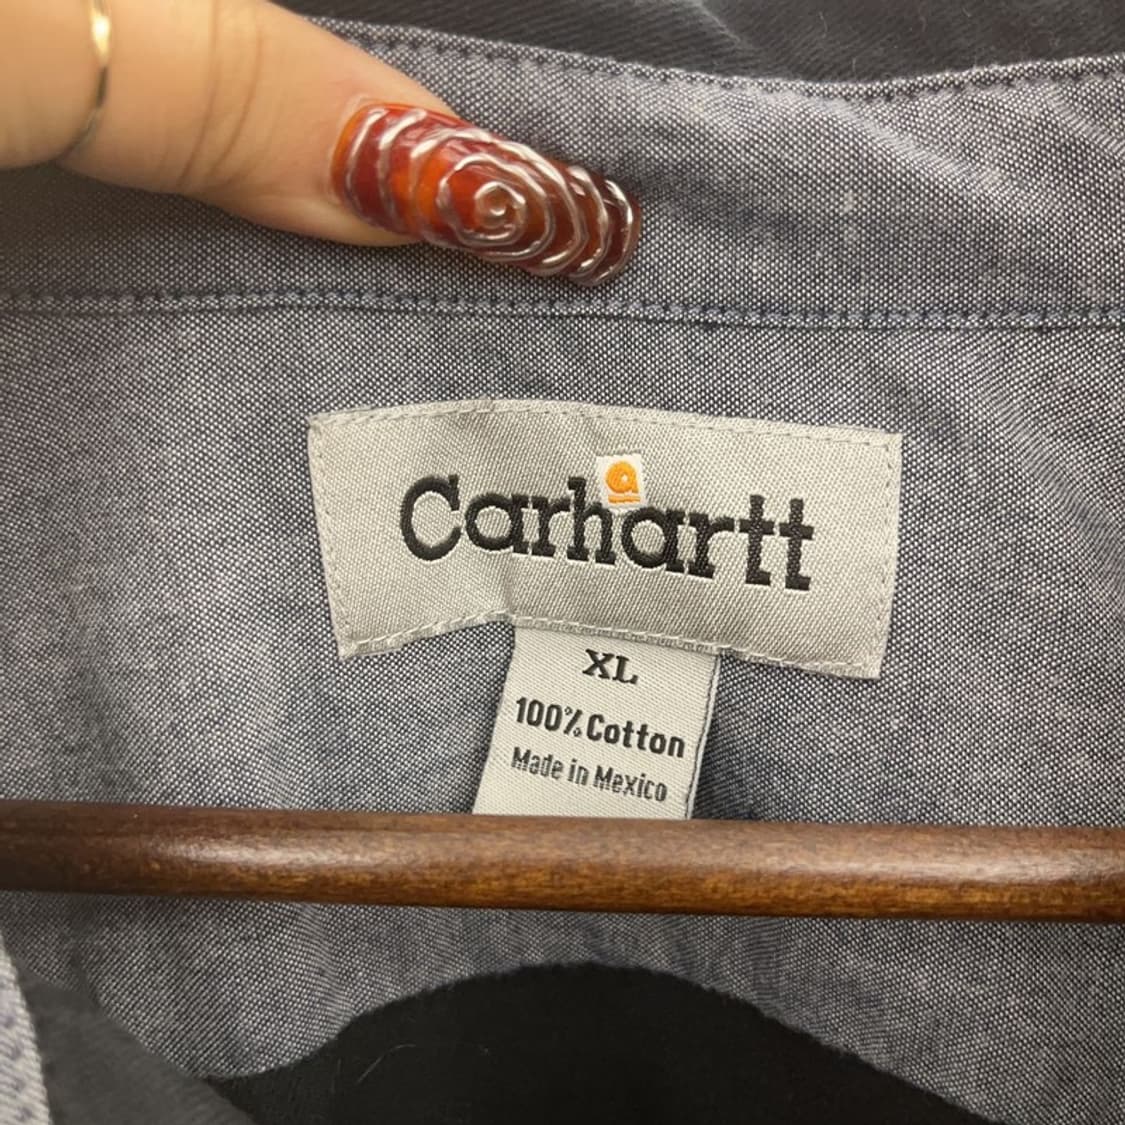 Carhartt
XL
100% Cotton
Made in Mexico